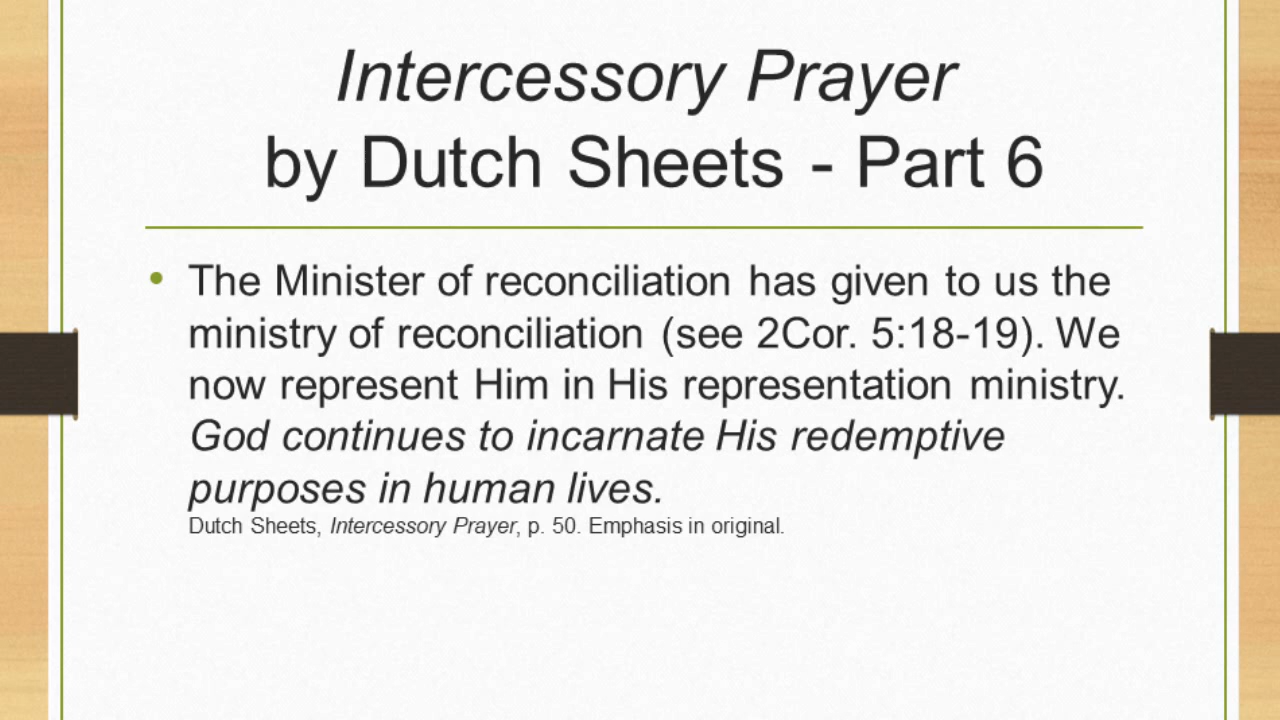 Intercessory Prayer
by Dutch Sheets - Part 6
• The Minister of reconciliation has given to us the
ministry of reconciliation (see 2Cor. 5:18-19). We
now represent Him in His representation ministry.
God continues to incarnate His redemptive
purposes in human lives.
Dutch Sheets, Intercessory Prayer, p. 50. Emphasis in original.